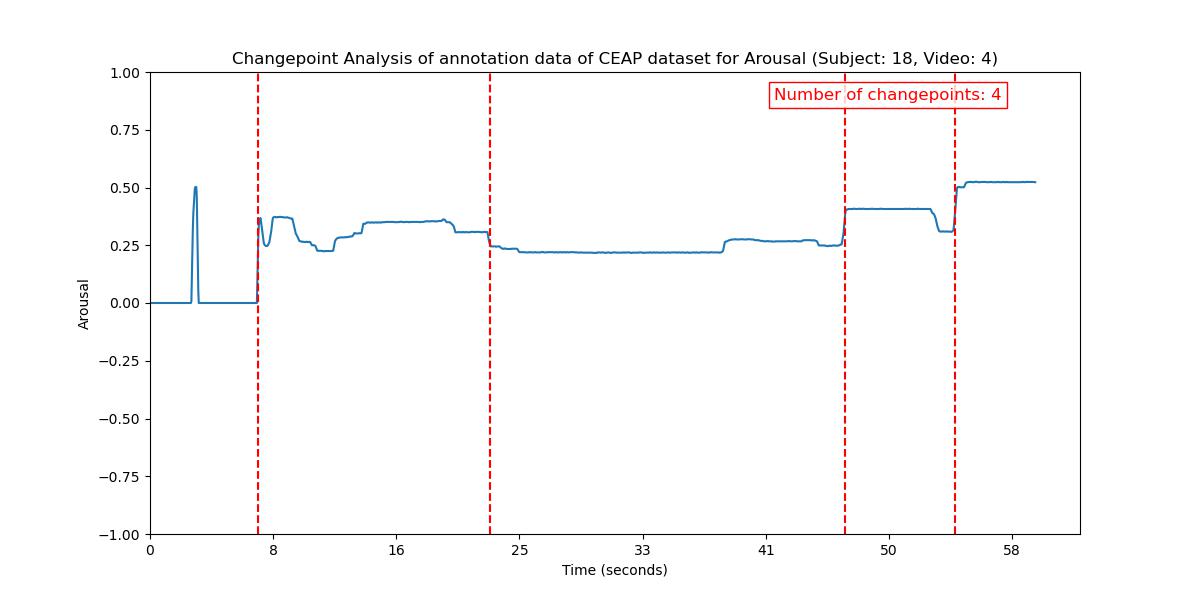 Changepoint Analysis of annotation data of CEAP dataset for Arousal (Subject: 18, Video: 4)
Number of changepoints: 4
Arousal
1.00
0.75
0.50
0.25
0.00
−0.25
−0.50
−0.75
−1.00
0 8 16 25 33 41 50 58
Time (seconds)